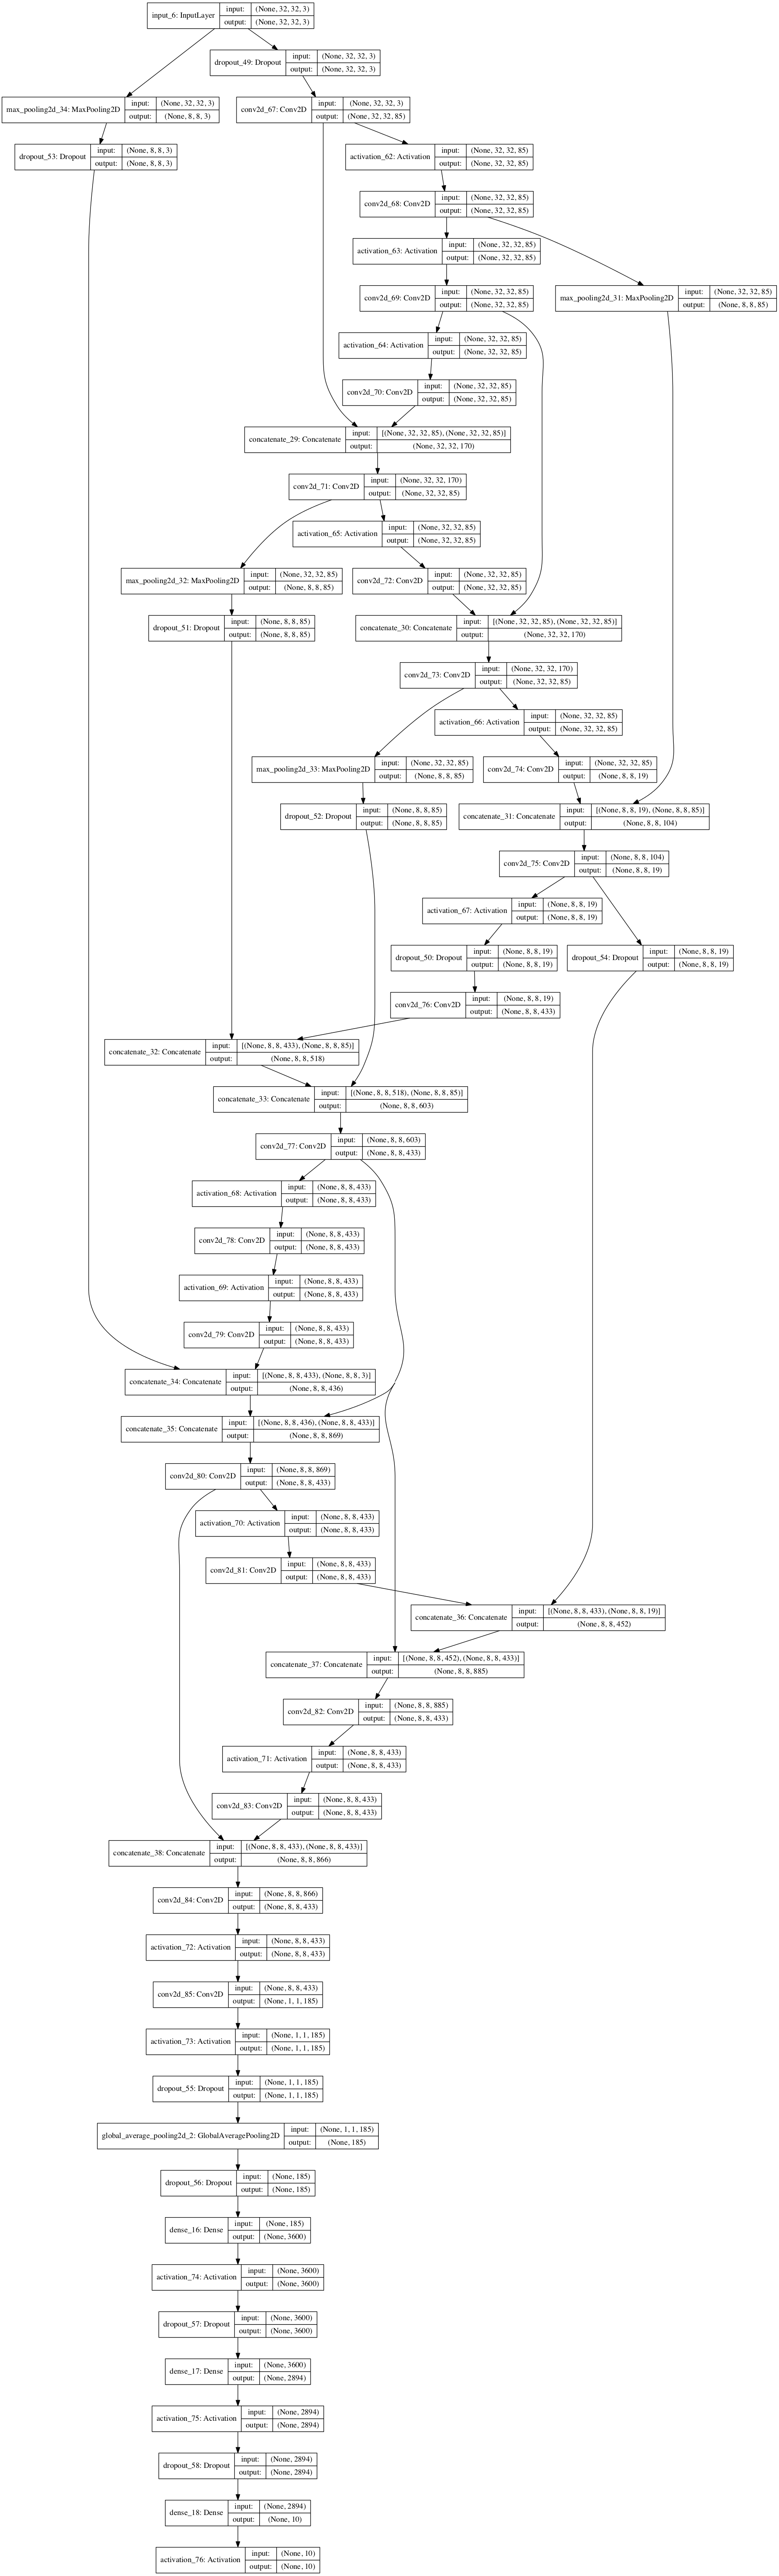 input_6: InputLayer input: (None, 32, 32, 3)
output: (None, 32, 32, 3)
dropout_49: Dropout input: (None, 32, 32, 3)
output: (None, 32, 32, 3)
max_pooling2d_34: MaxPooling2D input: (None, 32, 32, 3)
output: (None, 8, 8, 3)
conv2d_67: Conv2D input: (None, 32, 32, 3)
output: (None, 32, 32, 85)
dropout_53: Dropout input: (None, 8, 8, 3)
output: (None, 8, 8, 3)
activation_62: Activation input: (None, 32, 32, 85)
output: (None, 32, 32, 85)
conv2d_68: Conv2D input: (None, 32, 32, 85)
output: (None, 32, 32, 85)
activation_63: Activation input: (None, 32, 32, 85)
output: (None, 32, 32, 85)
conv2d_69: Conv2D input: (None, 32, 32, 85)
output: (None, 32, 32, 85)
max_pooling2d_31: MaxPooling2D input: (None, 32, 32, 85)
output: (None, 8, 8, 85)
activation_64: Activation input: (None, 32, 32, 85)
output: (None, 32, 32, 85)
conv2d_70: Conv2D input: (None, 32, 32, 85)
output: (None, 32, 32, 85)
concatenate_29: Concatenate input: [(None, 32, 32, 85), (None, 32, 32, 85)]
output: (None, 32, 32, 170)
conv2d_71: Conv2D input: (None, 32, 32, 170)
output: (None, 32, 32, 85)
activation_65: Activation input: (None, 32, 32, 85)
output: (None, 32, 32, 85)
max_pooling2d_32: MaxPooling2D input: (None, 32, 32, 85)
output: (None, 8, 8, 85)
conv2d_72: Conv2D input: (None, 32, 32, 85)
output: (None, 32, 32, 85)
dropout_51: Dropout input: (None, 8, 8, 85)
output: (None, 8, 8, 85)
concatenate_30: Concatenate input: [(None, 32, 32, 85), (None, 32, 32, 85)]
output: (None, 32, 32, 170)
conv2d_73: Conv2D input: (None, 32, 32, 170)
output: (None, 32, 32, 85)
activation_66: Activation input: (None, 32, 32, 85)
output: (None, 32, 32, 85)
max_pooling2d_33: MaxPooling2D input: (None, 32, 32, 85)
output: (None, 8, 8, 85)
conv2d_74: Conv2D input: (None, 32, 32, 85)
output: (None, 8, 8, 19)
dropout_52: Dropout input: (None, 8, 8, 85)
output: (None, 8, 8, 85)
concatenate_31: Concatenate input: [(None, 8, 8, 19), (None, 8, 8, 85)]
output: (None, 8, 8, 104)
conv2d_75: Conv2D input: (None, 8, 8, 104)
output: (None, 8, 8, 19)
activation_67: Activation input: (None, 8, 8, 19)
output: (None, 8, 8, 19)
dropout_50: Dropout input: (None, 8, 8, 19)
output: (None, 8, 8, 19)
dropout_54: Dropout input: (None, 8, 8, 19)
output: (None, 8, 8, 19)
conv2d_76: Conv2D input: (None, 8, 8, 19)
output: (None, 8, 8, 433)
concatenate_32: Concatenate input: [(None, 8, 8, 433), (None, 8, 8, 85)]
output: (None, 8, 8, 518)
concatenate_33: Concatenate input: [(None, 8, 8, 518), (None, 8, 8, 85)]
output: (None, 8, 8, 603)
conv2d_77: Conv2D input: (None, 8, 8, 603)
output: (None, 8, 8, 433)
activation_68: Activation input: (None, 8, 8, 433)
output: (None, 8, 8, 433)
conv2d_78: Conv2D input: (None, 8, 8, 433)
output: (None, 8, 8, 433)
activation_69: Activation input: (None, 8, 8, 433)
output: (None, 8, 8, 433)
conv2d_79: Conv2D input: (None, 8, 8, 433)
output: (None, 8, 8, 433)
concatenate_34: Concatenate input: [(None, 8, 8, 433), (None, 8, 8, 3)]
output: (None, 8, 8, 436)
concatenate_35: Concatenate input: [(None, 8, 8, 436), (None, 8, 8, 433)]
output: (None, 8, 8, 869)
conv2d_80: Conv2D input: (None, 8, 8, 869)
output: (None, 8, 8, 433)
activation_70: Activation input: (None, 8, 8, 433)
output: (None, 8, 8, 433)
conv2d_81: Conv2D input: (None, 8, 8, 433)
output: (None, 8, 8, 433)
concatenate_36: Concatenate input: [(None, 8, 8, 433), (None, 8, 8, 19)]
output: (None, 8, 8, 452)
concatenate_37: Concatenate input: [(None, 8, 8, 452), (None, 8, 8, 433)]
output: (None, 8, 8, 885)
conv2d_82: Conv2D input: (None, 8, 8, 885)
output: (None, 8, 8, 433)
activation_71: Activation input: (None, 8, 8, 433)
output: (None, 8, 8, 433)
conv2d_83: Conv2D input: (None, 8, 8, 433)
output: (None, 8, 8, 433)
concatenate_38: Concatenate input: [(None, 8, 8, 433), (None, 8, 8, 433)]
output: (None, 8, 8, 866)
conv2d_84: Conv2D input: (None, 8, 8, 866)
output: (None, 8, 8, 433)
activation_72: Activation input: (None, 8, 8, 433)
output: (None, 8, 8, 433)
conv2d_85: Conv2D input: (None, 8, 8, 433)
output: (None, 1, 1, 185)
activation_73: Activation input: (None, 1, 1, 185)
output: (None, 1, 1, 185)
dropout_55: Dropout input: (None, 1, 1, 185)
output: (None, 1, 1, 185)
global_average_pooling2d_2: GlobalAveragePooling2D input: (None, 1, 1, 185)
output: (None, 185)
dropout_56: Dropout input: (None, 185)
output: (None, 185)
dense_16: Dense input: (None, 185)
output: (None, 3600)
activation_74: Activation input: (None, 3600)
output: (None, 3600)
dropout_57: Dropout input: (None, 3600)
output: (None, 3600)
dense_17: Dense input: (None, 3600)
output: (None, 2894)
activation_75: Activation input: (None, 2894)
output: (None, 2894)
dropout_58: Dropout input: (None, 2894)
output: (None, 2894)
dense_18: Dense input: (None, 2894)
output: (None, 10)
activation_76: Activation input: (None, 10)
output: (None, 10)